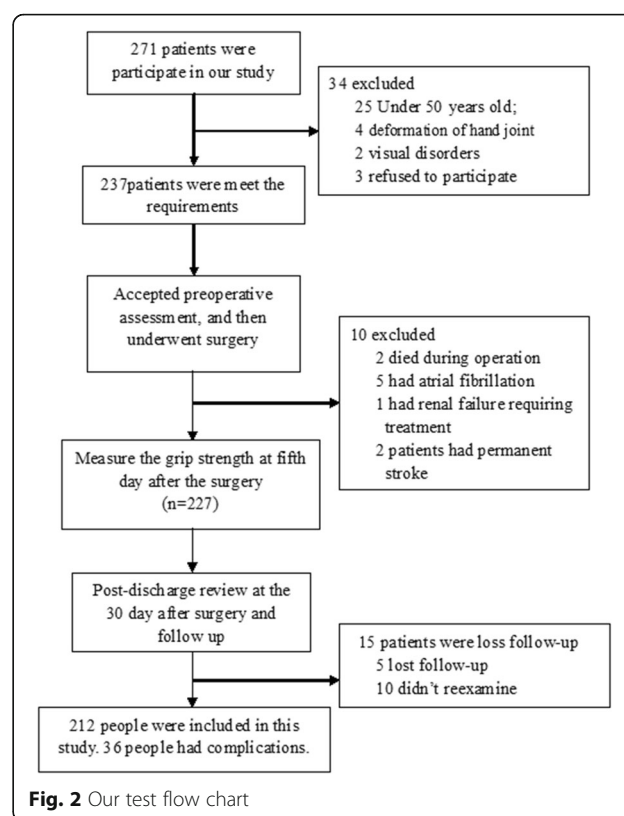 271 patients were
participate in our study
34 excluded
25 Under 50 years old;
4 deformation of hand joint
2 visual disorders
3 refused to participate
237patients were meet the
requirements
Accepted preoperative
assessment, and then
underwent surgery
10 excluded
2 died during operation
5 had atrial fibrillation
1 had renal failure requiring
treatment
2 patients had permanent
stroke
Measure the grip strength at fifth
day after the surgery
(n=227)
Post-discharge review at the
30 day after surgery and
follow up
15 patients were loss follow-up
5 lost follow-up
10 didn't reexamine
212 people were included in this
study. 36 people had complications.
Fig. 2 Our test flow chart